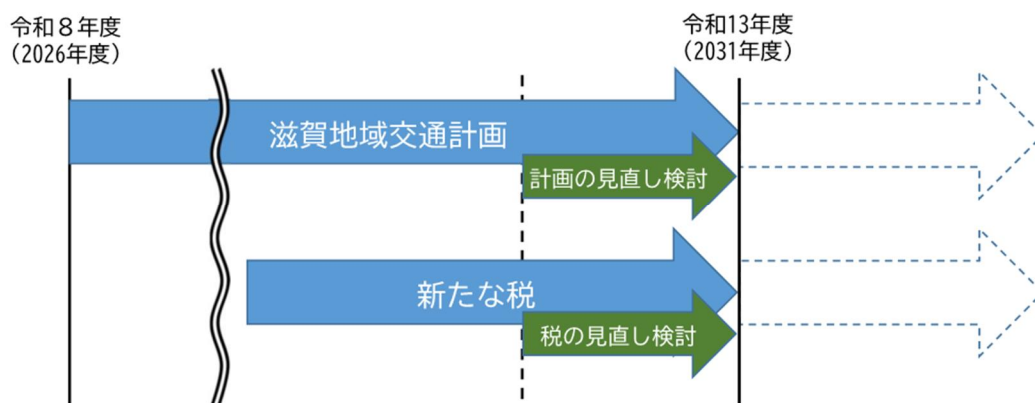 令和８年度
（2026年度）
令和13年度
（2031年度）
滋賀地域交通計画
計画の見直し検討
新たな税
税の見直し検討